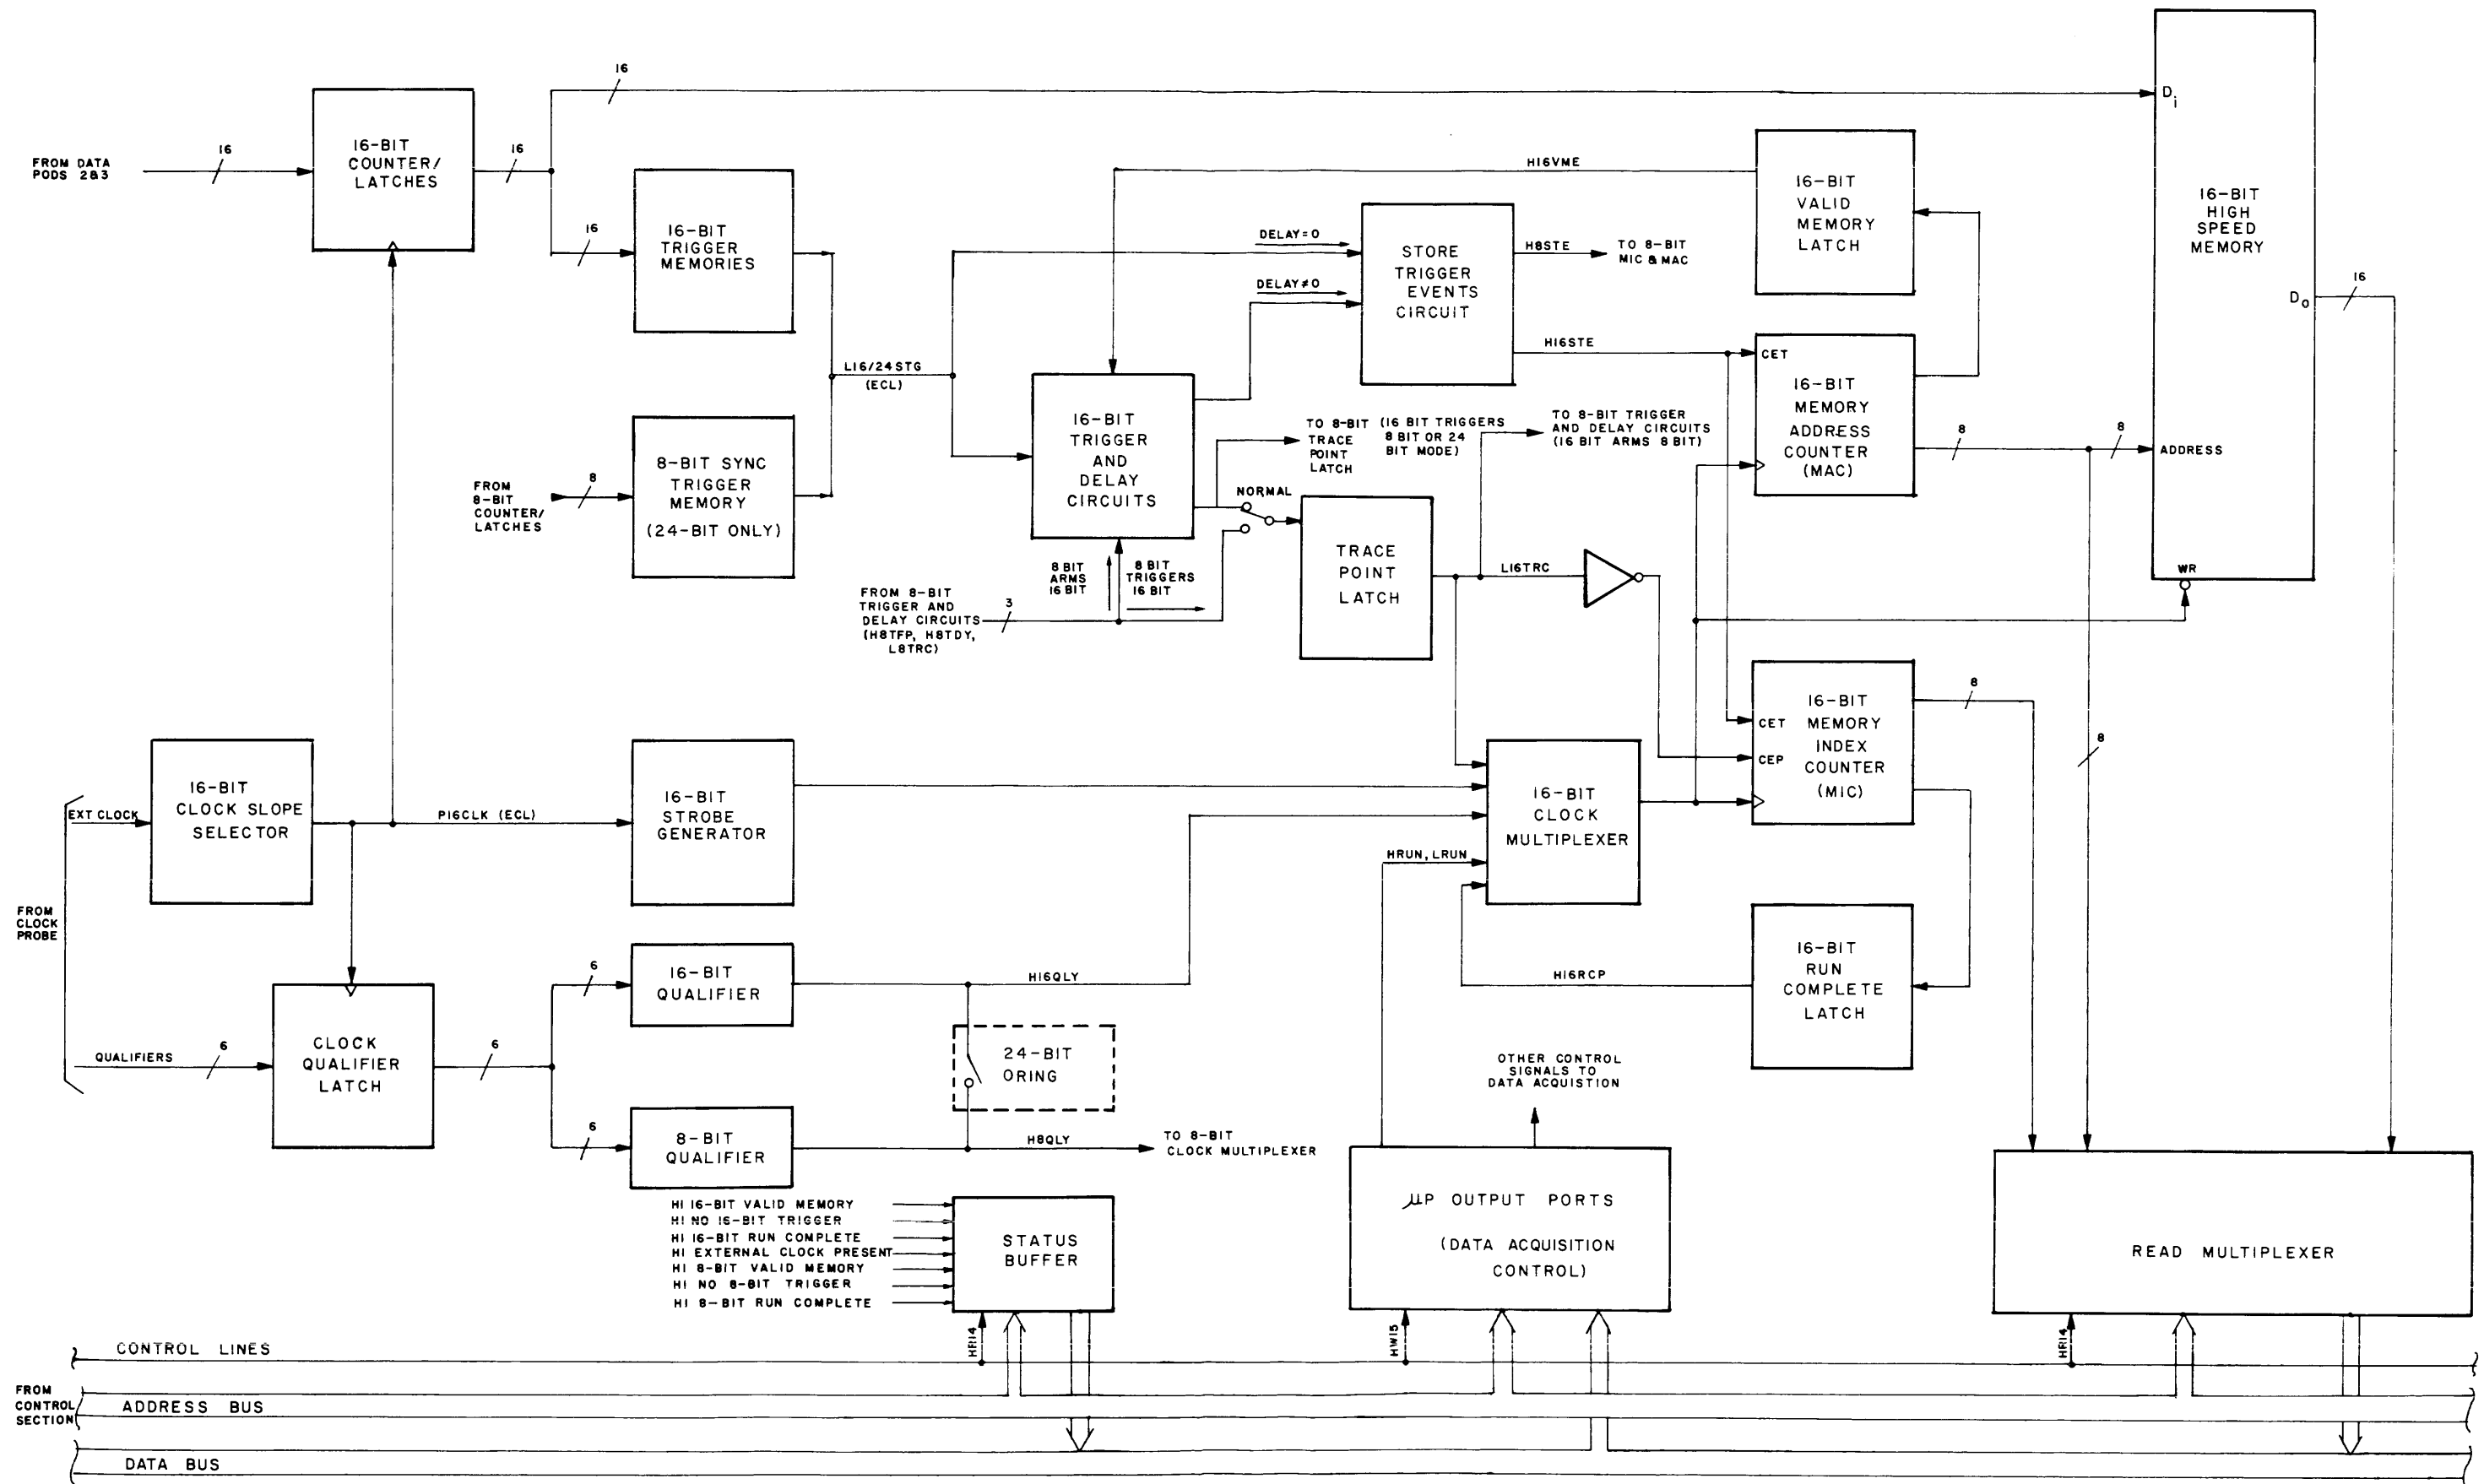 16
16-BIT
COUNTER/
LATCHES
FROM DATA
PODS 2&3
16
16
16
16-BIT
TRIGGER
MEMORIES
8-BIT SYNC
TRIGGER
MEMORY
(24-BIT ONLY)
FROM
8-BIT
COUNTER/
LATCHES
8
L16/24STG
(ECL)
H16VME
DELAY=0
DELAY≠0
STORE
TRIGGER
EVENTS
CIRCUIT
H8STE
TO 8-BIT
MIC & MAC
H16STE
16-BIT
VALID
MEMORY
LATCH
CET
16-BIT
MEMORY
ADDRESS
COUNTER
(MAC)
8
8
Di
16-BIT
HIGH
SPEED
MEMORY
Do
16
ADDRESS
WR
16-BIT
TRIGGER
AND
DELAY
CIRCUITS
TO 8-BIT (16 BIT TRIGGERS
TRACE 8 BIT OR 24
POINT BIT MODE)
LATCH
TO 8-BIT TRIGGER
AND DELAY CIRCUITS
(16 BIT ARMS 8 BIT)
NORMAL
TRACE
POINT
LATCH
L16TRC
8 BIT
ARMS
16 BIT
8 BIT
TRIGGERS
16 BIT
FROM 8-BIT
TRIGGER AND
DELAY CIRCUITS
(H8TFP, H8TDY,
L8TRC)
3
16-BIT
MEMORY
INDEX
COUNTER
(MIC)
CET
CEP
8
8
FROM
CLOCK
PROBE
EXT CLOCK
16-BIT
CLOCK SLOPE
SELECTOR
P16CLK (ECL)
16-BIT
STROBE
GENERATOR
16-BIT
CLOCK
MULTIPLEXER
HRUN, LRUN
H16RCP
16-BIT
RUN
COMPLETE
LATCH
QUALIFIERS
6
CLOCK
QUALIFIER
LATCH
6
6
16-BIT
QUALIFIER
H16QLY
24-BIT
ORING
6
8-BIT
QUALIFIER
H8QLY
TO 8-BIT
CLOCK MULTIPLEXER
OTHER CONTROL
SIGNALS TO
DATA ACQUISTION
HI 16-BIT VALID MEMORY
HI NO 16-BIT TRIGGER
HI 16-BIT RUN COMPLETE
HI EXTERNAL CLOCK PRESENT
HI 8-BIT VALID MEMORY
HI NO 8-BIT TRIGGER
HI 8-BIT RUN COMPLETE
STATUS
BUFFER
µP OUTPUT PORTS
(DATA ACQUISITION
CONTROL)
READ MULTIPLEXER
HR14
HW15
HR14
CONTROL LINES
FROM
CONTROL
SECTION
ADDRESS BUS
DATA BUS